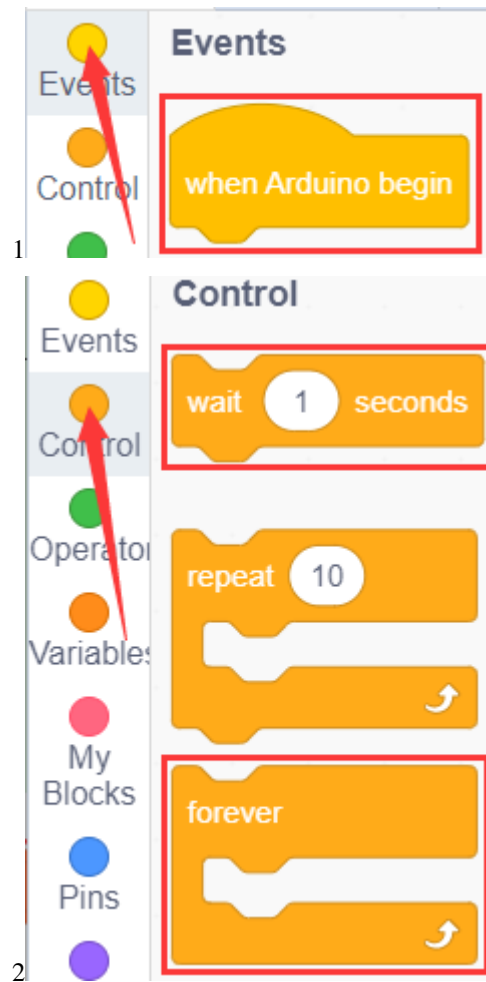 Events
Events
Control
when Arduino begin
1
Events
Control
Control
wait 1 seconds
Operator
repeat 10
Variables
My
Blocks
forever
Pins
2